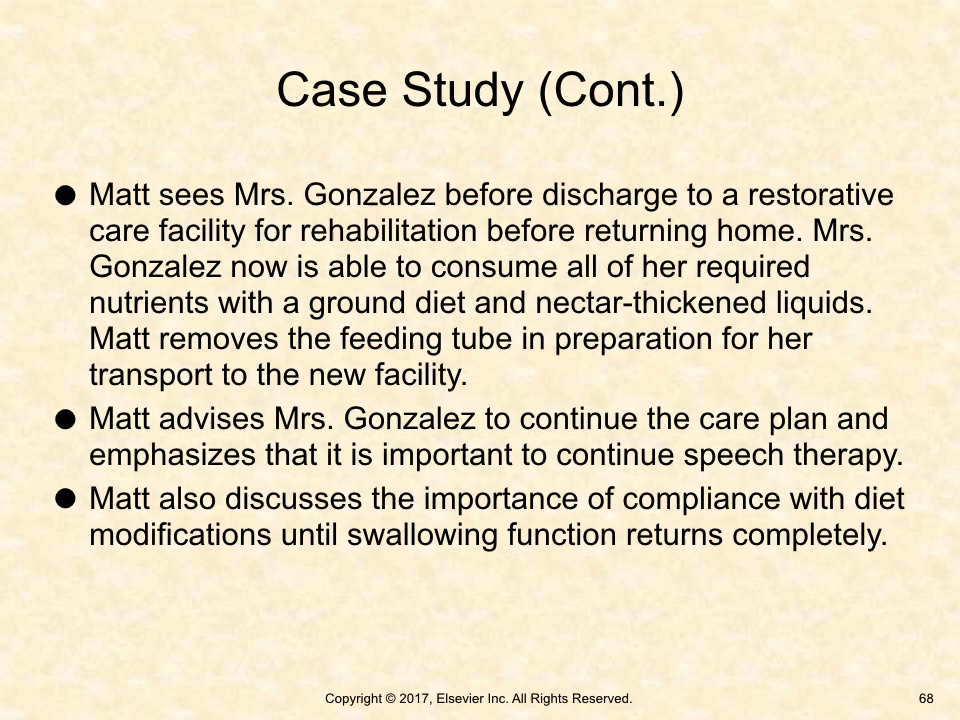 Case Study (Cont.)
● Matt sees Mrs. Gonzalez before discharge to a restorative
care facility for rehabilitation before returning home. Mrs.
Gonzalez now is able to consume all of her required
nutrients with a ground diet and nectar-thickened liquids.
Matt removes the feeding tube in preparation for her
transport to the new facility.
● Matt advises Mrs. Gonzalez to continue the care plan and
emphasizes that it is important to continue speech therapy.
● Matt also discusses the importance of compliance with diet
modifications until swallowing function returns completely.
Copyright © 2017, Elsevier Inc. All Rights Reserved. 68